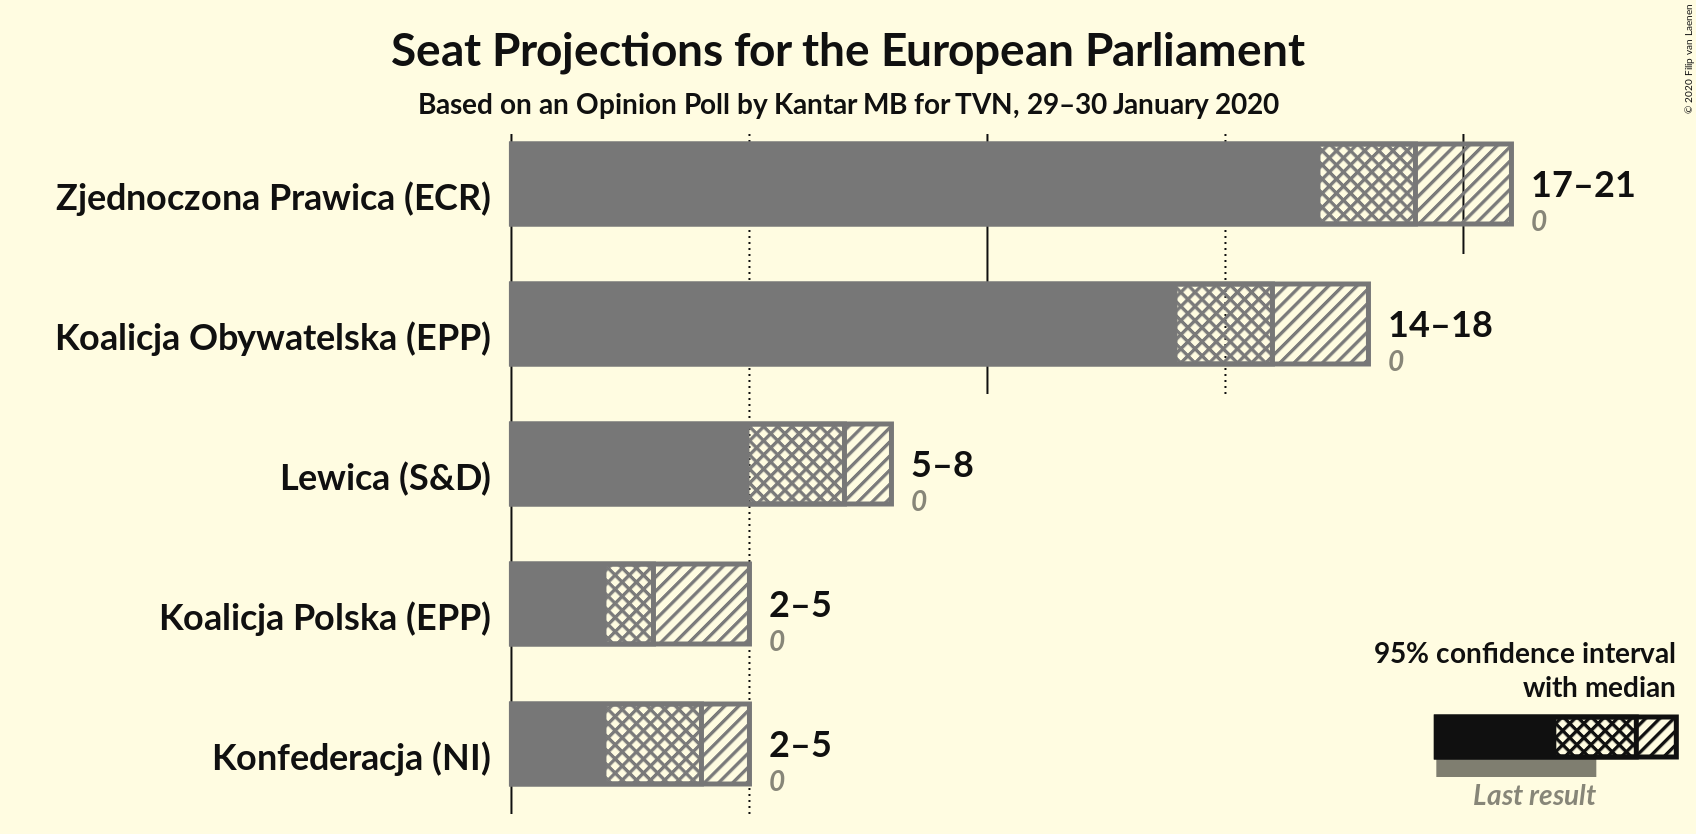 Seat Projections for the European Parliament
Based on an Opinion Poll by Kantar MB for TVN, 29–30 January 2020
© 2020 Filip van Laenen
Zjednoczona Prawica (ECR)
17–21
0
Koalicja Obywatelska (EPP)
14–18
0
Lewica (S&D)
5–8
0
Koalicja Polska (EPP)
2–5
0
Konfederacja (NI)
2–5
0
95% confidence interval
with median
Last result